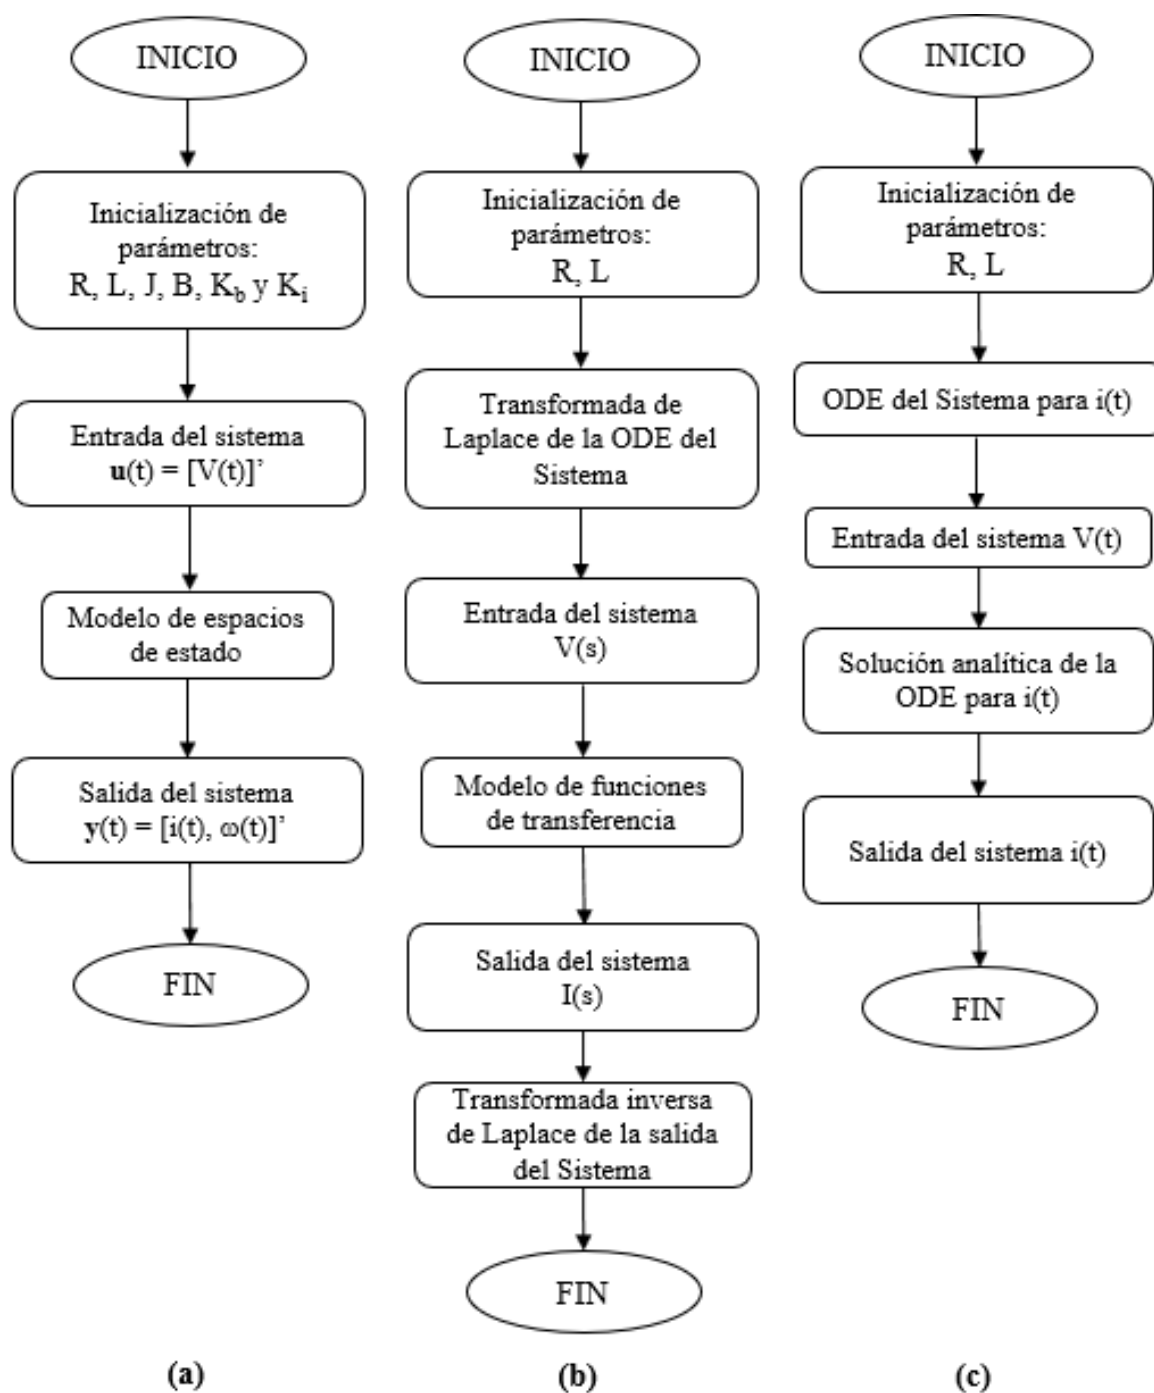 INICIO
Inicialización de
parámetros:
R, L, J, B, K_b y K_i
Entrada del sistema
u(t) = [V(t)]’
Modelo de espacios
de estado
Salida del sistema
y(t) = [i(t), ω(t)]’
FIN
(a)
INICIO
Inicialización de
parámetros:
R, L
Transformada de
Laplace de la ODE del
Sistema
Entrada del sistema
V(s)
Modelo de funciones
de transferencia
Salida del sistema
I(s)
Transformada inversa
de Laplace de la salida
del Sistema
FIN
(b)
INICIO
Inicialización de
parámetros:
R, L
ODE del Sistema para i(t)
Entrada del sistema V(t)
Solución analítica de la
ODE para i(t)
Salida del sistema i(t)
FIN
(c)